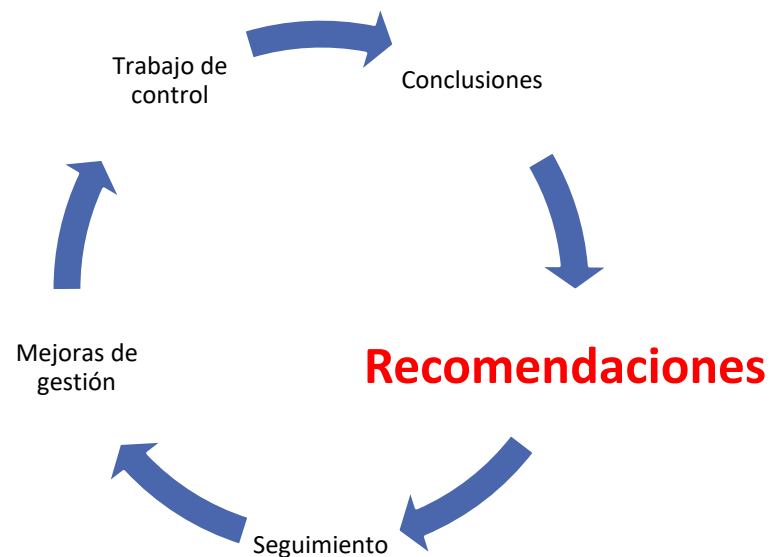 Trabajo de
control
Conclusiones
Recomendaciones
Seguimiento
Mejoras de
gestión